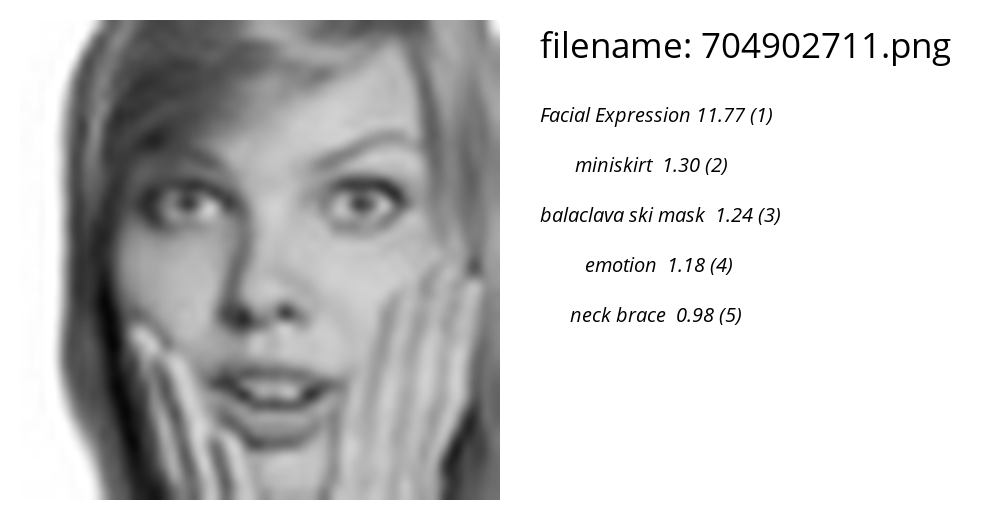 filename: 704902711.png
Facial Expression 11.77 (1)
miniskirt 1.30 (2)
balaclava ski mask 1.24 (3)
emotion 1.18 (4)
neck brace 0.98 (5)